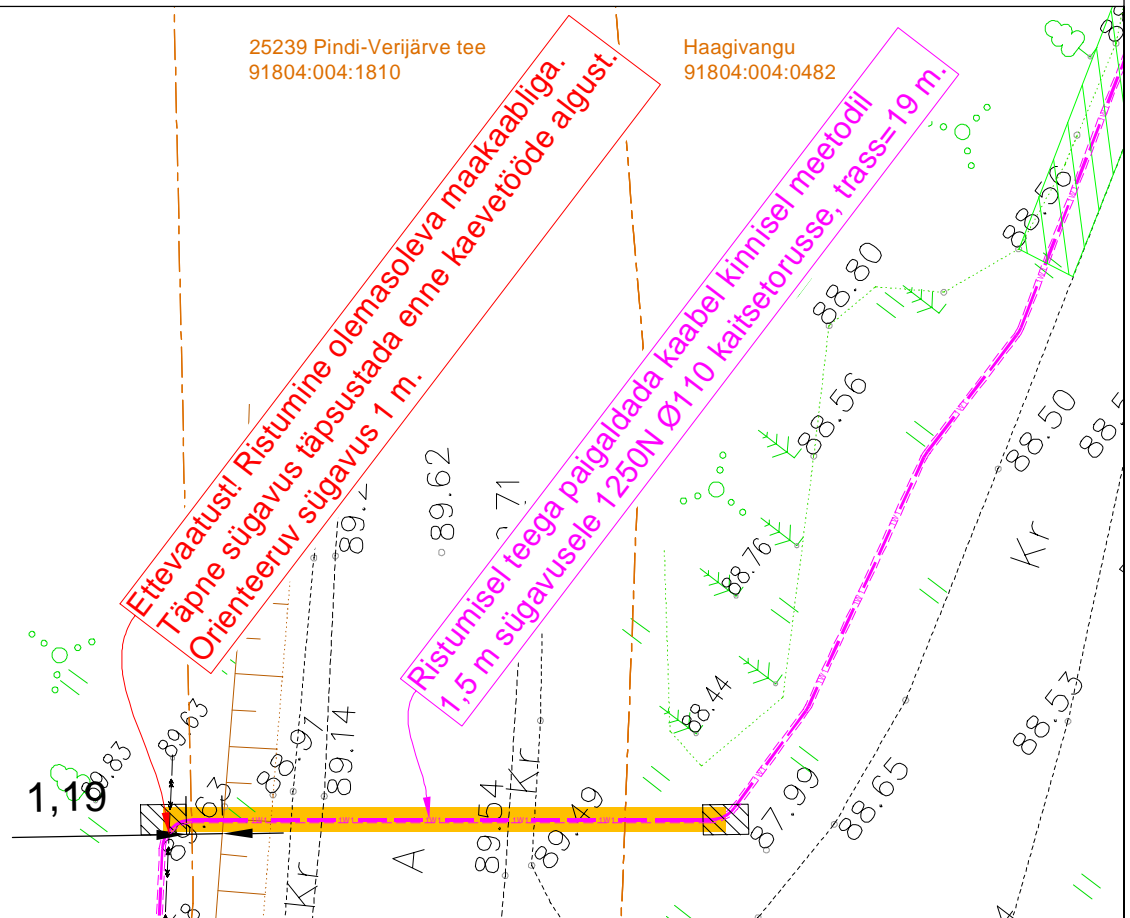 25239 Pindi-Verijärve tee
91804:004:1810
Haagivangu
91804:004:0482
Ettevaatust! Ristumine olemasoleva maakaabliga.
Täpne sügavus täpsustada enne kaevetööde algust.
Orienteeruv sügavus 1 m.
Ristumisel teega paigaldada kaabel kinnisel meetodil
1,5 m sügavusele 1250N Ø110 kaitsetorusse, trass=19 m.
88.56
88.80
88.56
88.50
89.62
88.76
Kr
88.44
88.53
89.63
88.97
89.14
Kr
1,19
89.54
89.49
87.99
88.65
A
Kr